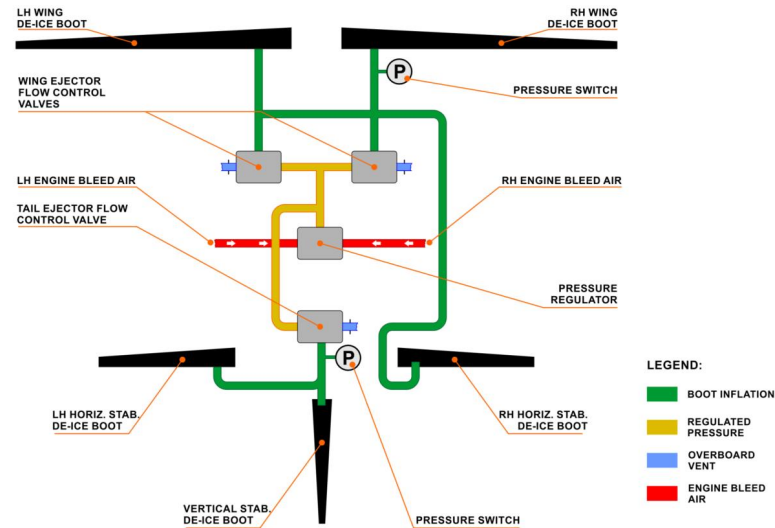 LH WING
DE-ICE BOOT
RH WING
DE-ICE BOOT
WING EJECTOR
FLOW CONTROL
VALVES
P
PRESSURE SWITCH
LH ENGINE BLEED AIR
RH ENGINE BLEED AIR
TAIL EJECTOR FLOW
CONTROL VALVE
PRESSURE
REGULATOR
P
LH HORIZ. STAB.
DE-ICE BOOT
RH HORIZ. STAB.
DE-ICE BOOT
VERTICAL STAB.
DE-ICE BOOT
PRESSURE SWITCH
LEGEND:
BOOT INFLATION
REGULATED
PRESSURE
OVERBOARD
VENT
ENGINE BLEED
AIR